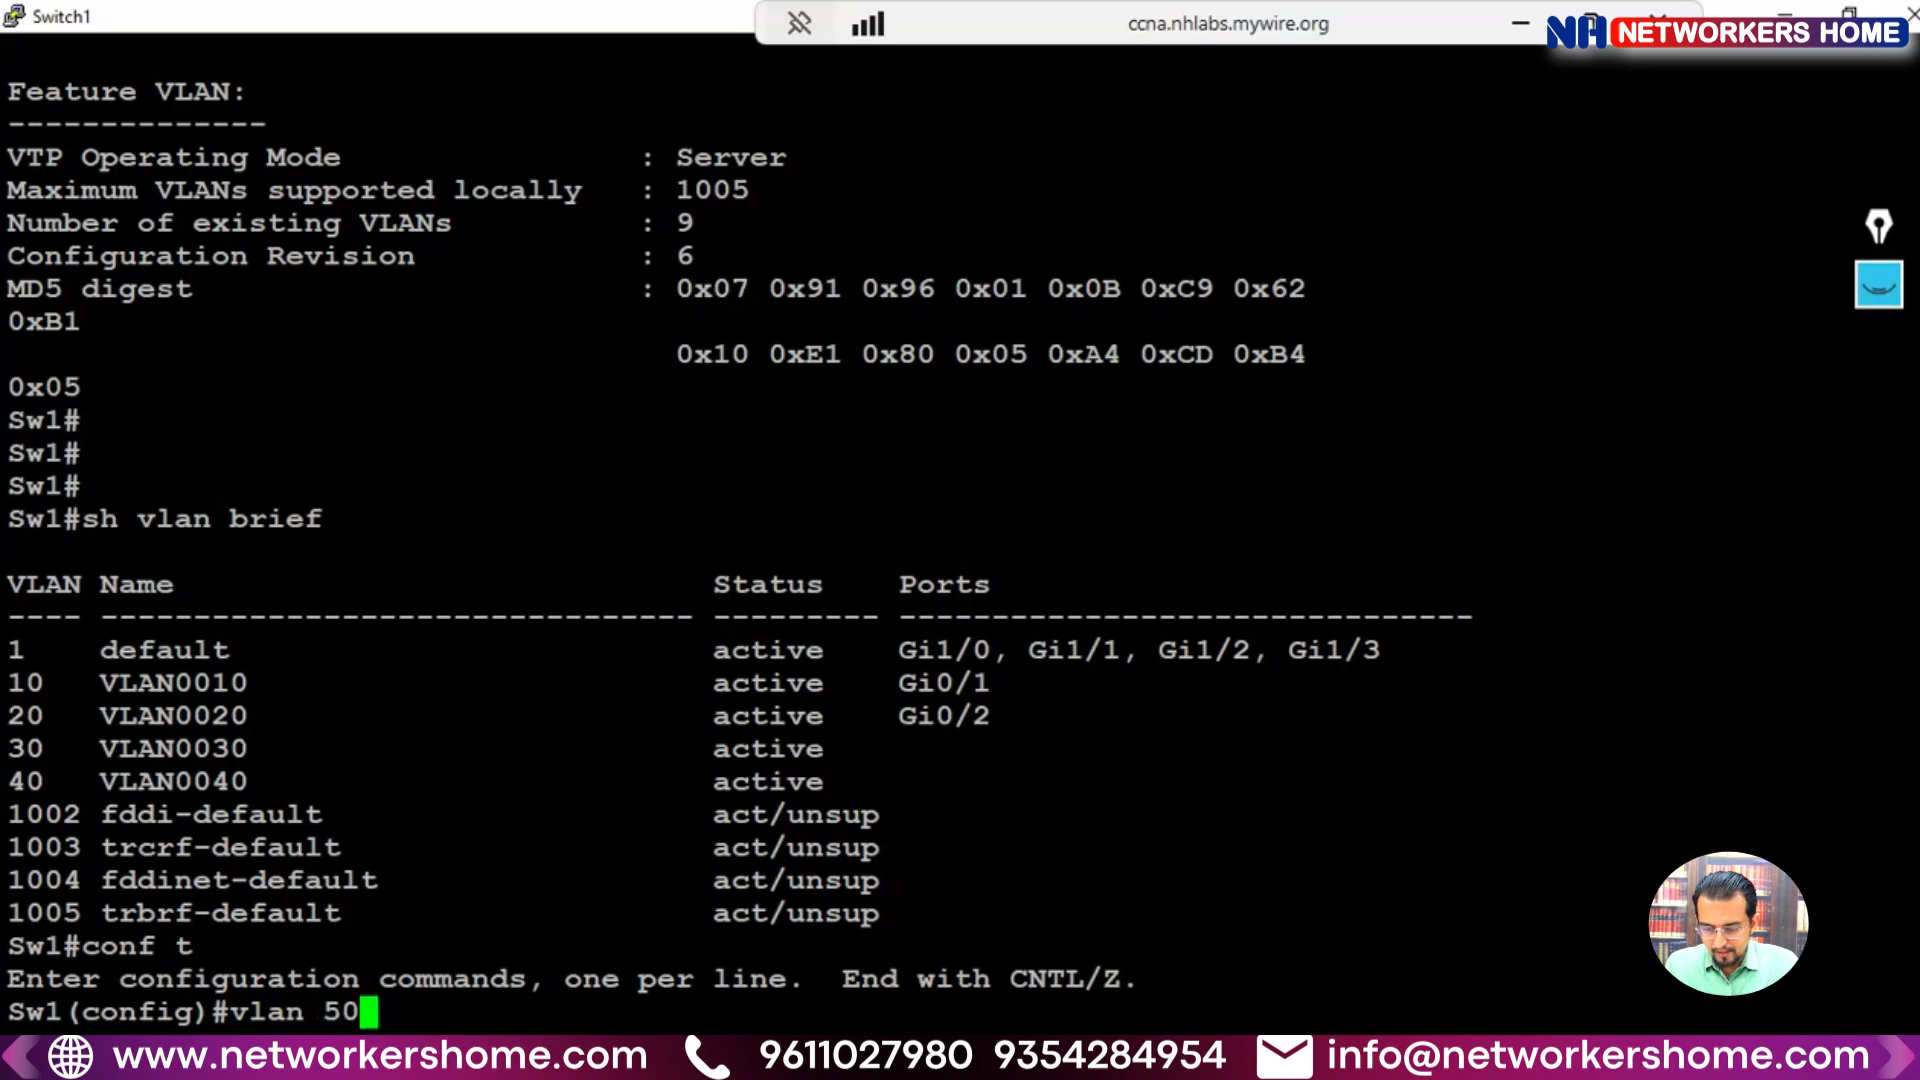 Switch1
ccna.nhlabs.mywire.org
NH NETWORKERS HOME
Feature VLAN:
--------------
VTP Operating Mode                 : Server
Maximum VLANs supported locally    : 1005
Number of existing VLANs           : 9
Configuration Revision             : 6
MD5 digest                         : 0x07 0x91 0x96 0x01 0x0B 0xC9 0x62
0xB1
0x10 0xE1 0x80 0x05 0xA4 0xCD 0xB4
0x05
Sw1#
Sw1#
Sw1#
Sw1#sh vlan brief
VLAN Name                             Status    Ports
---- -------------------------------- --------- -------------------------------
1    default                          active    Gi1/0, Gi1/1, Gi1/2, Gi1/3
10   VLAN0010                         active    Gi0/1
20   VLAN0020                         active    Gi0/2
30   VLAN0030                         active
40   VLAN0040                         active
1002 fddi-default                     act/unsup
1003 trcrf-default                    act/unsup
1004 fddinet-default                  act/unsup
1005 trbrf-default                    act/unsup
Sw1#conf t
Enter configuration commands, one per line.  End with CNTL/Z.
Sw1(config)#vlan 50
www.networkershome.com 9611027980 9354284954 info@networkershome.com